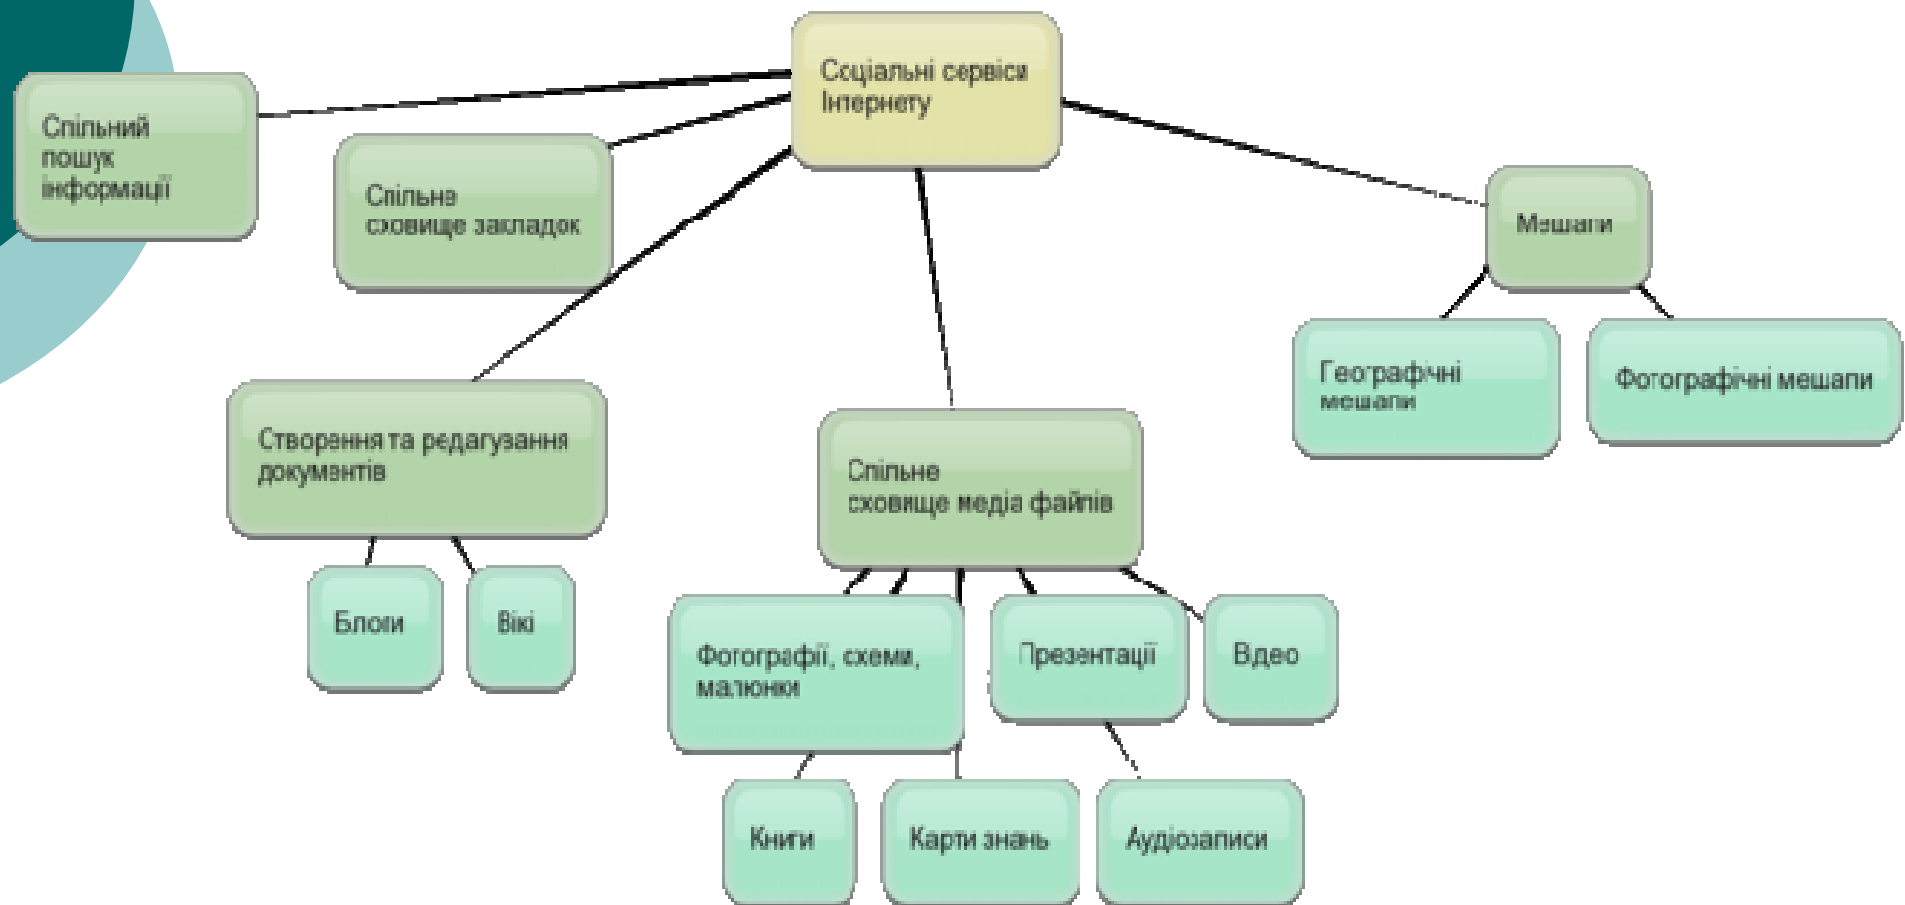 Соціальні сервіси
Інтернету
Спільний
пошук
інформації
Спільне
сховище закладок
Мешапи
Географічні
мешапи
Фотографічні мешапи
Створення та редагування
документів
Спільне
сховище медіа файлів
Блоги
Вікі
Фотографії, схеми,
малюнки
Презентації
Відео
Книги
Карти знань
Аудіозаписи